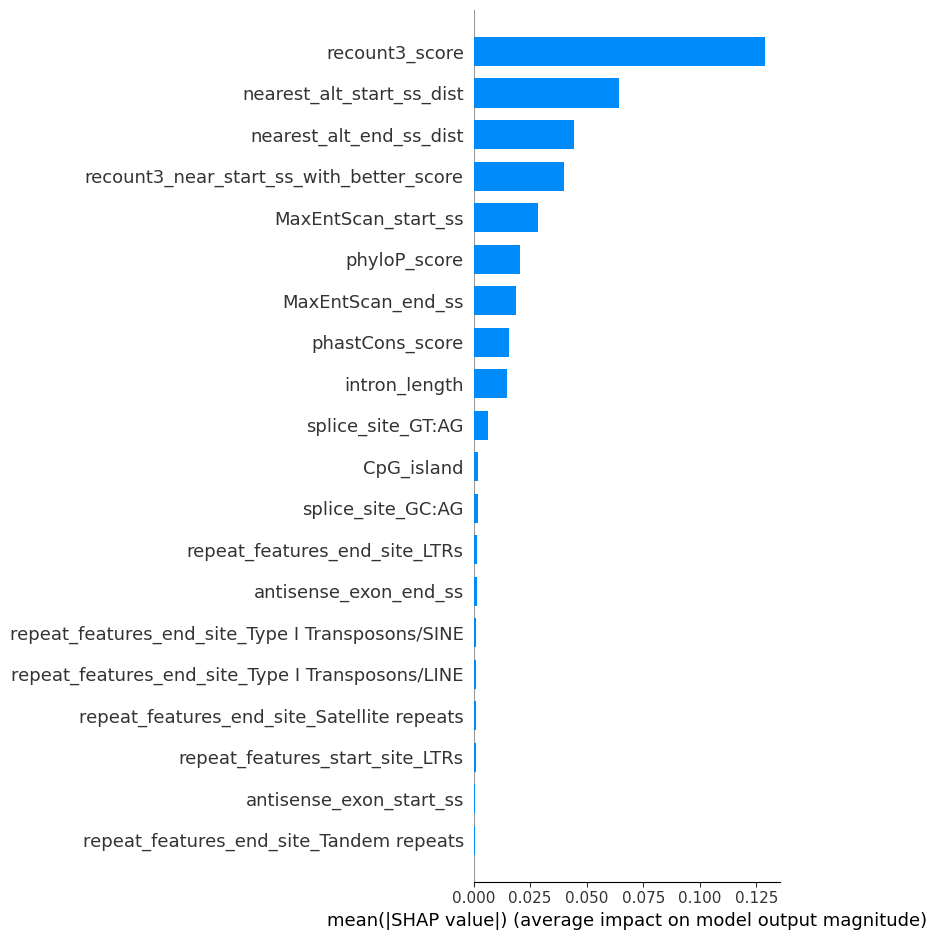 recount3_score
nearest_alt_start_ss_dist
nearest_alt_end_ss_dist
recount3_near_start_ss_with_better_score
MaxEntScan_start_ss
phyloP_score
MaxEntScan_end_ss
phastCons_score
intron_length
splice_site_GT:AG
CpG_island
splice_site_GC:AG
repeat_features_end_site_LTRs
antisense_exon_end_ss
repeat_features_end_site_Type I Transposons/SINE
repeat_features_end_site_Type I Transposons/LINE
repeat_features_end_site_Satellite repeats
repeat_features_start_site_LTRs
antisense_exon_start_ss
repeat_features_end_site_Tandem repeats
0.000 0.025 0.050 0.075 0.100 0.125
mean(|SHAP value|) (average impact on model output magnitude)